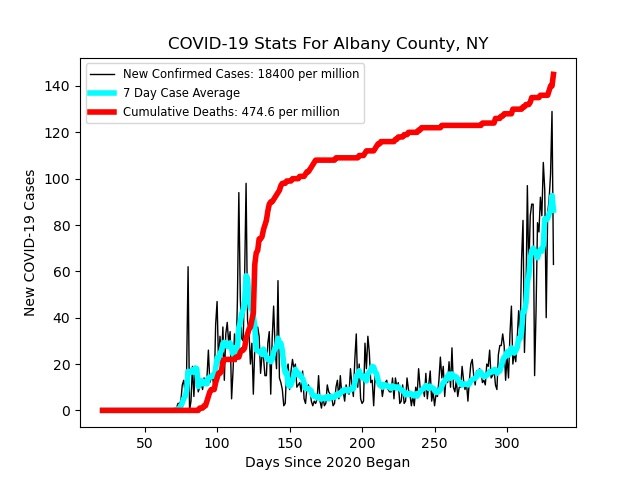 COVID-19 Stats For Albany County, NY
New Confirmed Cases: 18400 per million
7 Day Case Average
Cumulative Deaths: 474.6 per million
New COVID-19 Cases
140
120
100
80
60
40
20
0
50 100 150 200 250 300
Days Since 2020 Began